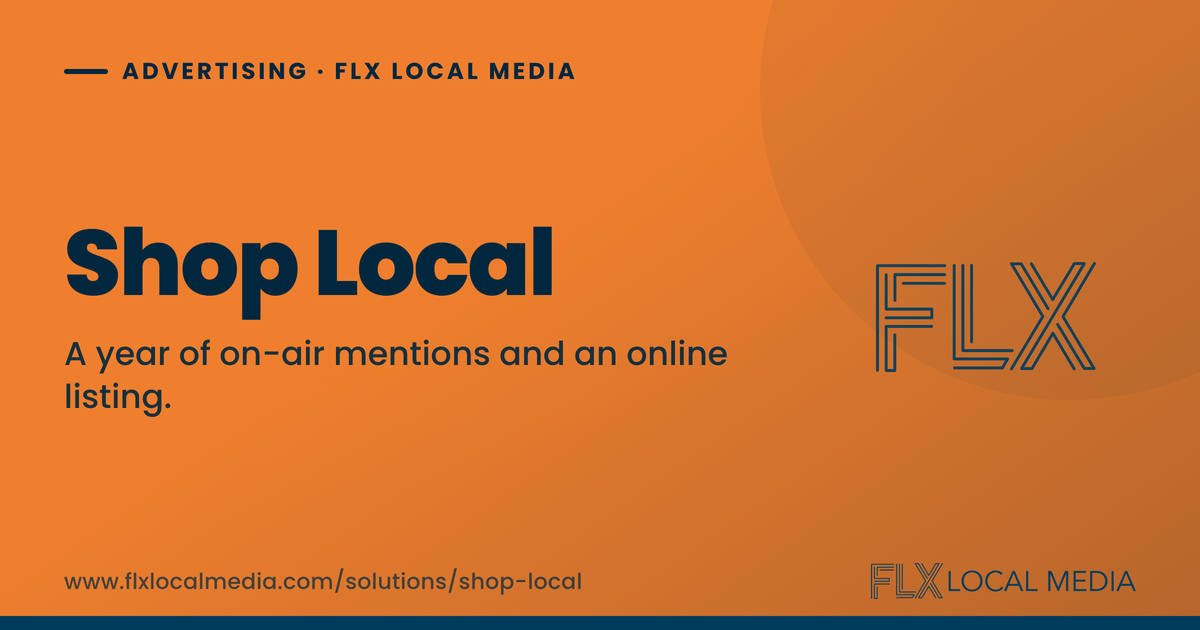 ADVERTISING · FLX LOCAL MEDIA
Shop Local
A year of on-air mentions and an online
listing.
FLX
www.flxlocalmedia.com/solutions/shop-local
FLX LOCAL MEDIA